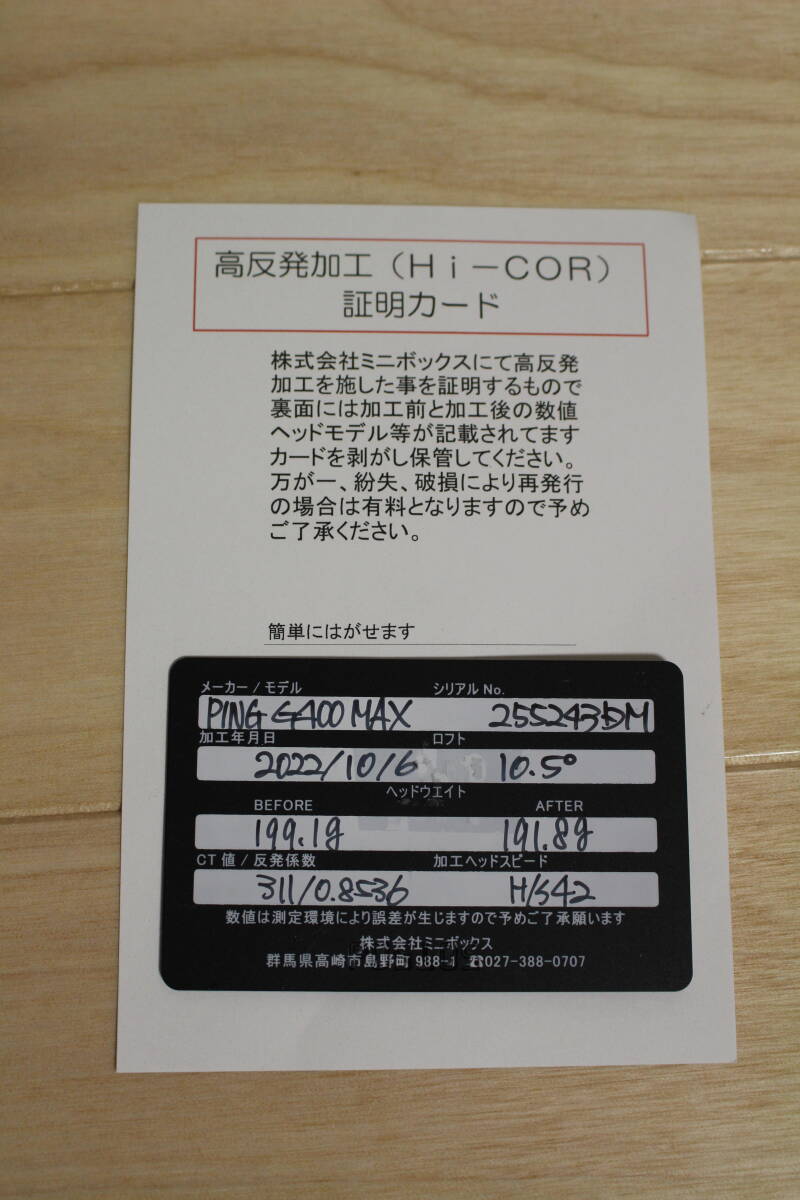 高反発加工(Hi-COR)
証明カード
株式会社ミニボックスにて高反発
加工を施した事を証明するもので
裏面には加工前と加工後の数値
ヘッドモデル等が記載されてます
カードを剥がし保管してください。
万が一、紛失、破損により再発行
の場合は有料となりますので予め
ご了承ください。
簡単にはがせます
メーカー / モデル シリアル No.
PING G400 MAX 255243DM
加工年月日 ロフト
2022/10/6 10.5°
ヘッドウエイト
BEFORE AFTER
199.1g 191.8g
CT 値 / 反発係数 加工ヘッドスピード
311/0.8536 H/S42
数値は測定環境により誤差が生じますので予めご了承願います
株式会社ミニボックス
群馬県高崎市島野町 988-1 ☎027-388-0707